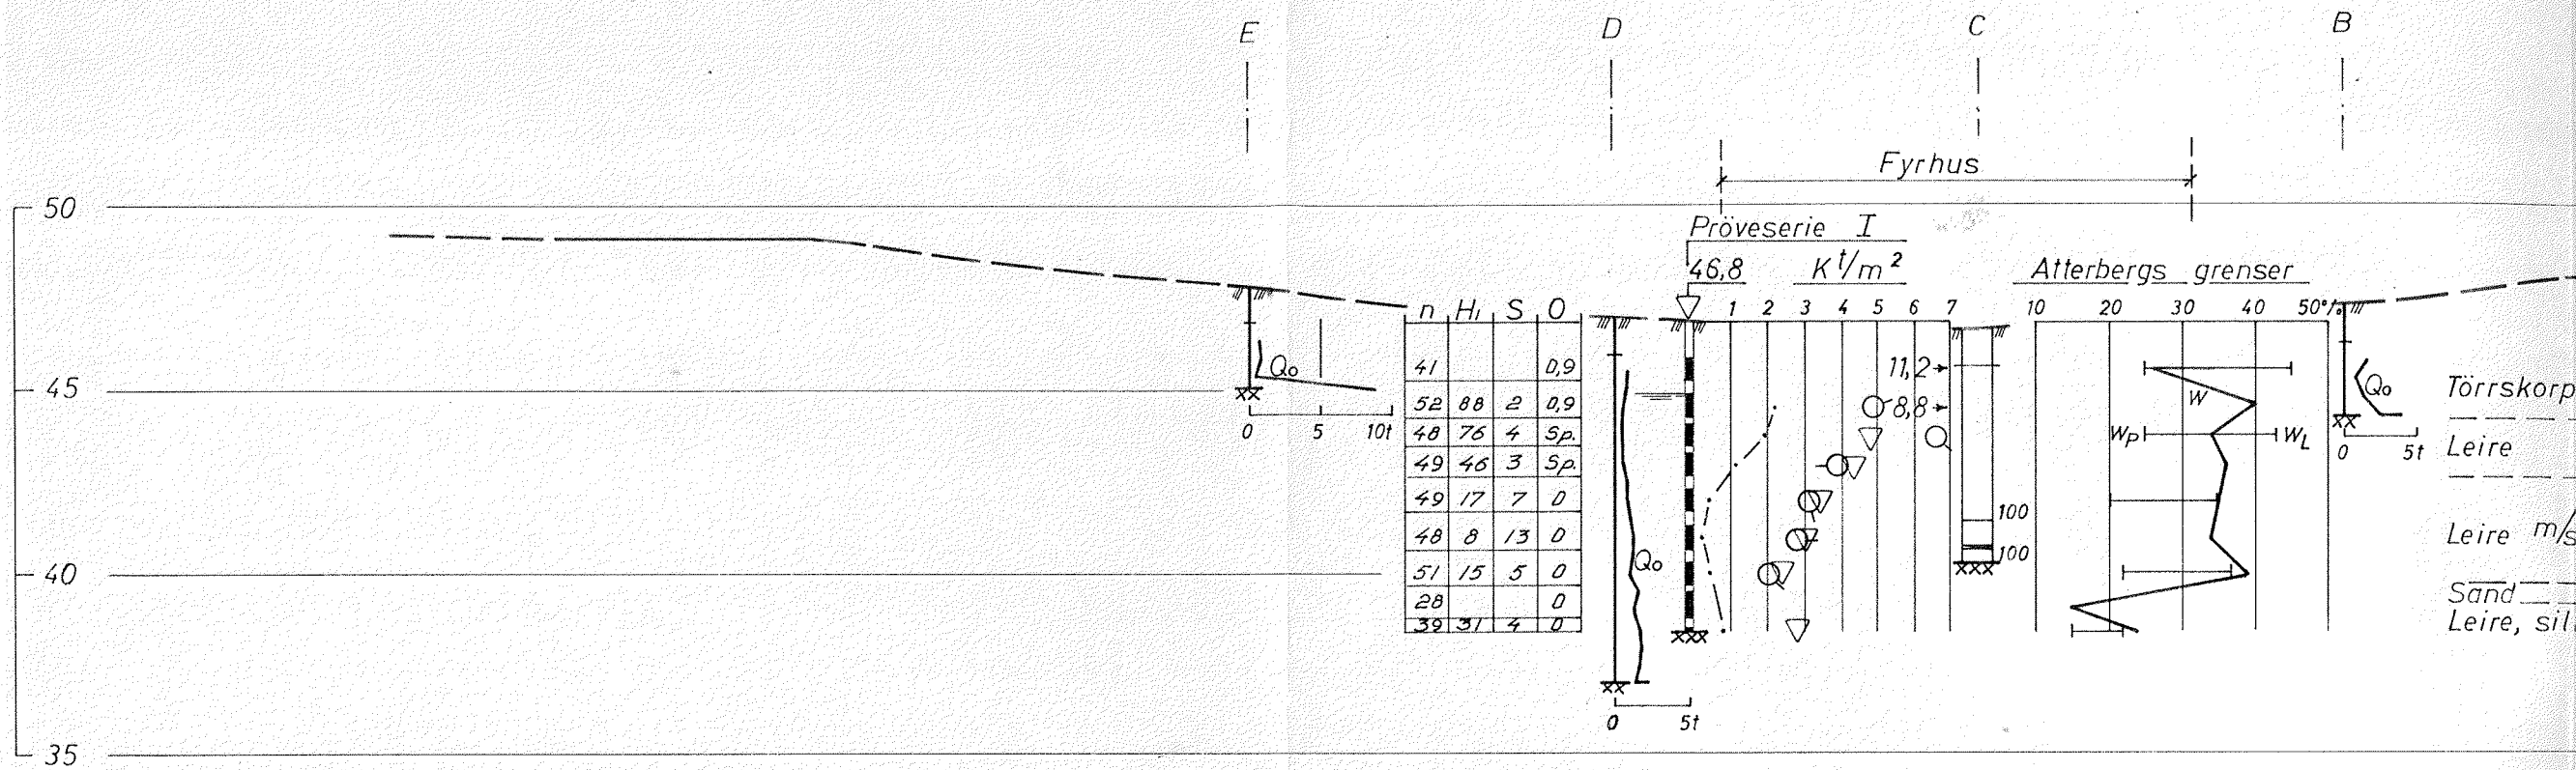 E D C B
Fyrhus
50
Pröveserie I
46,8 K t/m² Atterbergs grenser
n H₁ S O 1 2 3 4 5 6 7 10 20 30 40 50%
41 0,9 11,2
45 Q₀ W Q₀ Törrskorp
52 88 2 0,9 8,8
0 5 10t 48 76 4 Sp. Wp W_L 0 5t Leire
49 46 3 Sp.
49 17 7 0 100
48 8 13 0 Leire m/s
40 51 15 5 0 Q₀ 100
28 0 Sand
39 31 4 0 Leire, sil
0 5t
35